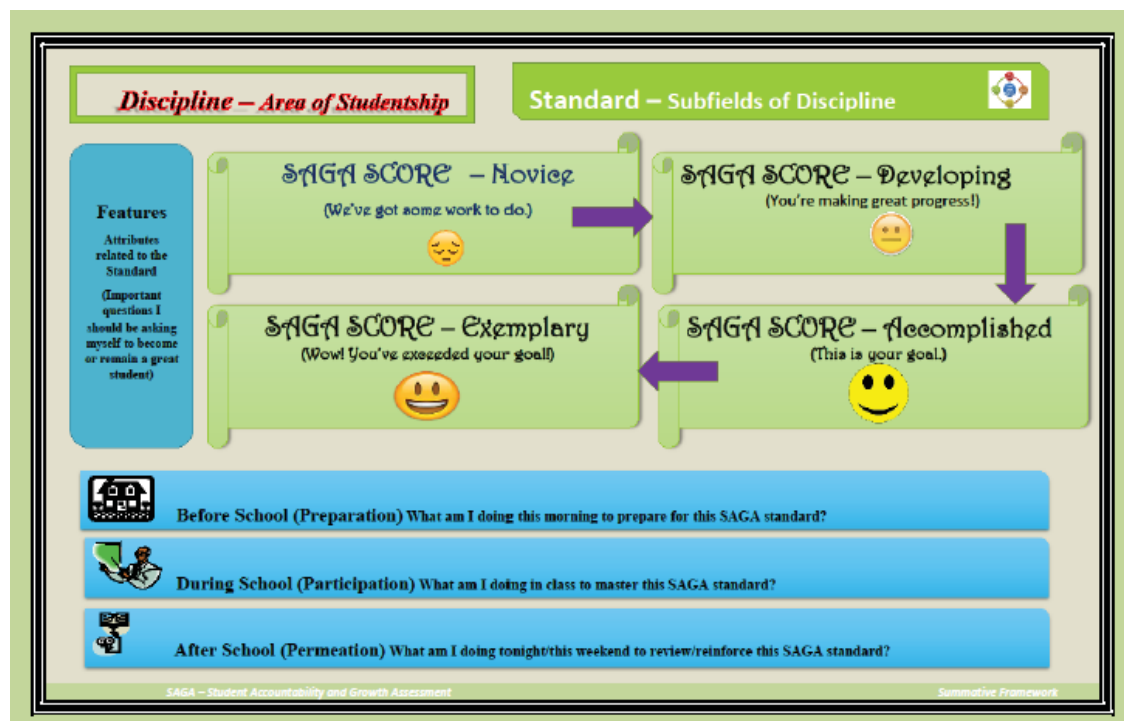 Discipline – Area of Studentship
Standard – Subfields of Discipline
Features
Attributes
related to the
Standard
(Important
questions I
should be asking
myself to become
or remain a great
student)
SAGA SCORE – Novice
(We've got some work to do.)
SAGA SCORE – Developing
(You're making great progress!)
SAGA SCORE – Exemplary
(Wow! You've exceeded your goal!)
SAGA SCORE – Accomplished
(This is your goal.)
Before School (Preparation) What am I doing this morning to prepare for this SAGA standard?
During School (Participation) What am I doing in class to master this SAGA standard?
After School (Permeation) What am I doing tonight/this weekend to review/reinforce this SAGA standard?
SAGA – Student Accountability and Growth Assessment
Summative Framework